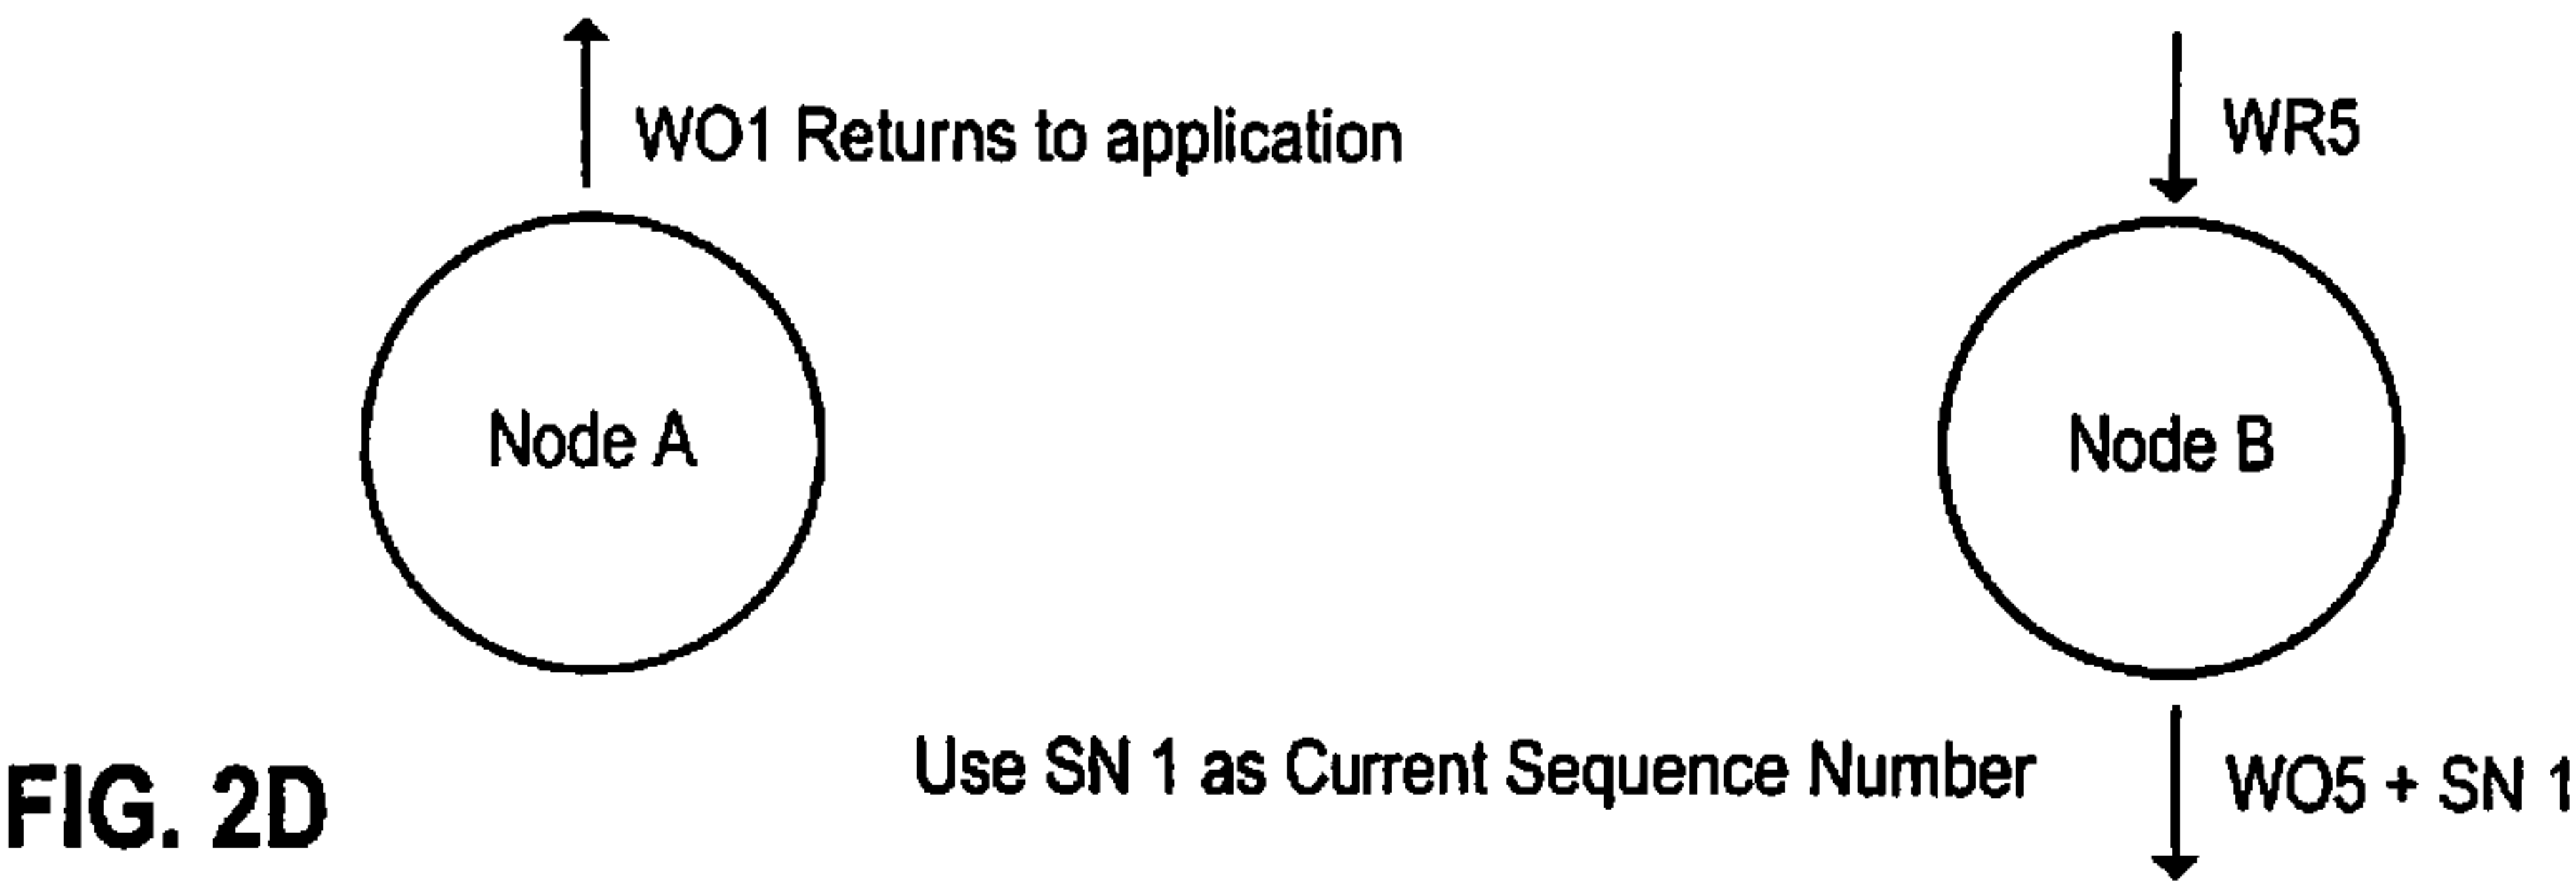 WO1 Returns to application
WR5
Node A
Node B
Use SN 1 as Current Sequence Number
WO5 + SN 1
FIG. 2D